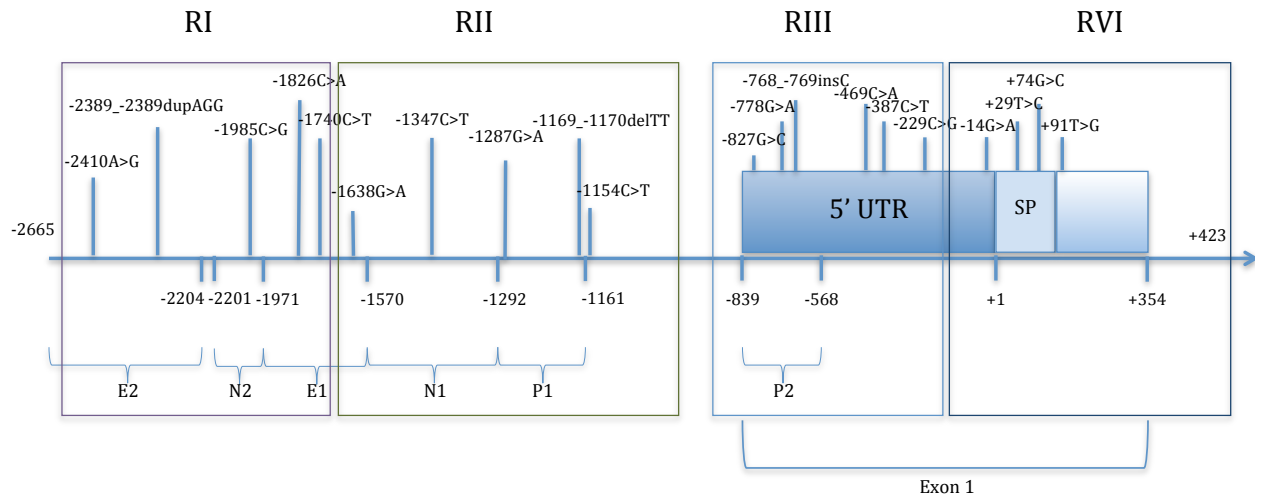 RI
RII
RIII
RVI
-2389_-2389dupAGG
-2410A>G
-1826C>A
-1985C>G
-1740C>T
-1638G>A
-1347C>T
-1287G>A
-1169_-1170delTT
-1154C>T
-768_-769insC
-778G>A
-827G>C
-469C>A
-387C>T
-229C>G
+74G>C
+29T>C
-14G>A
+91T>G
5’ UTR
SP
-2665
+423
-2204
-2201
-1971
-1570
-1292
-1161
-839
-568
+1
+354
E2
N2
E1
N1
P1
P2
Exon 1